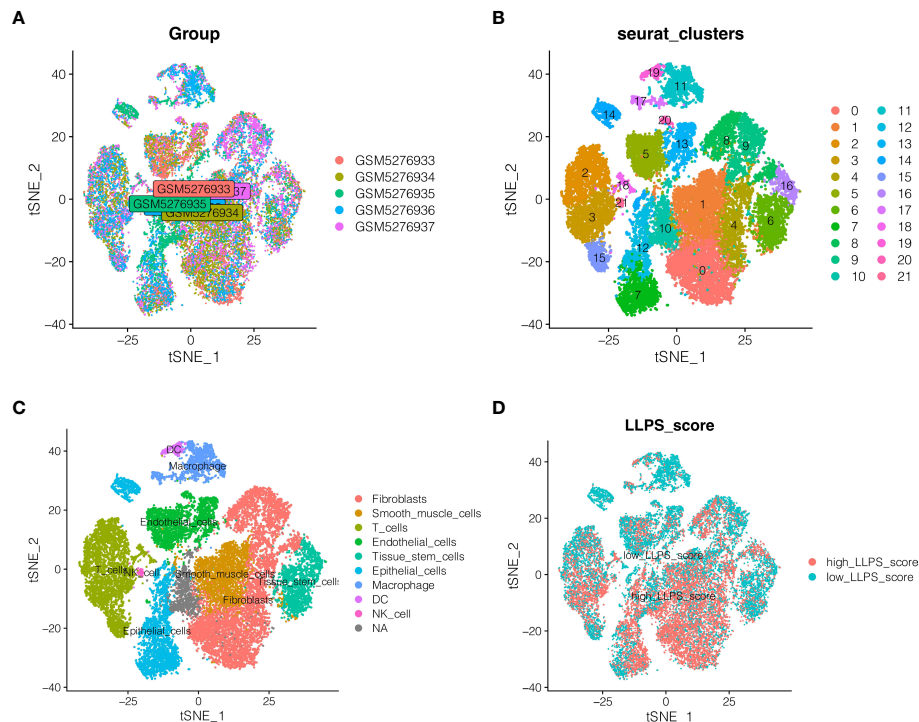 A
Group
tSNE_2
40
20
0
−20
−40
−25
0
25
tSNE_1
GSM5276933
37
GSM5276935
GSM5276934
GSM5276933
GSM5276934
GSM5276935
GSM5276936
GSM5276937
B
seurat_clusters
tSNE_2
40
20
0
−20
−40
−25
0
25
tSNE_1
19
11
17
14
20
13
8
9
5
2
18
16
21
1
3
4
6
10
12
15
0
7
0
1
2
3
4
5
6
7
8
9
10
11
12
13
14
15
16
17
18
19
20
21
C
tSNE_2
40
20
0
−20
−40
−25
0
25
tSNE_1
DC
Macrophage
Endothelial_cells
T_cells
NK_cell
Smooth_muscle_cells
Tissue_stem_cells
Fibroblasts
Epithelial_cells
Fibroblasts
Smooth_muscle_cells
T_cells
Endothelial_cells
Tissue_stem_cells
Epithelial_cells
Macrophage
DC
NK_cell
NA
D
LLPS_score
tSNE_2
40
20
0
−20
−40
−25
0
25
tSNE_1
low_LLPS_score
high_LLPS_score
high_LLPS_score
low_LLPS_score